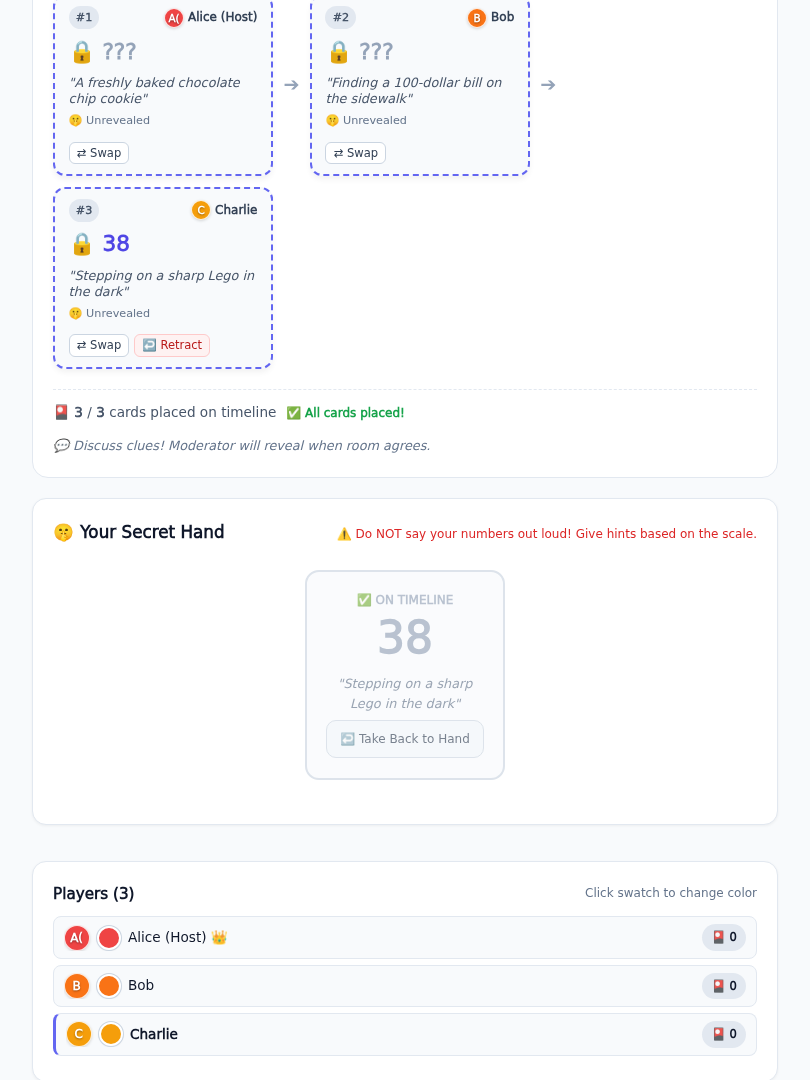 #1 A( Alice (Host)
🔒 ???
"A freshly baked chocolate
chip cookie"
🤫 Unrevealed
⇄ Swap
→
#2 B Bob
🔒 ???
"Finding a 100-dollar bill on
the sidewalk"
🤫 Unrevealed
⇄ Swap
→
#3 C Charlie
🔒 38
"Stepping on a sharp Lego in
the dark"
🤫 Unrevealed
⇄ Swap ↩️ Retract
🎴 3 / 3 cards placed on timeline ✅ All cards placed!
💬 Discuss clues! Moderator will reveal when room agrees.
🤫 Your Secret Hand
⚠️ Do NOT say your numbers out loud! Give hints based on the scale.
✅ ON TIMELINE
38
"Stepping on a sharp
Lego in the dark"
↩️ Take Back to Hand
Players (3)
Click swatch to change color
A( Alice (Host) 👑 🎴 0
B Bob 🎴 0
C Charlie 🎴 0